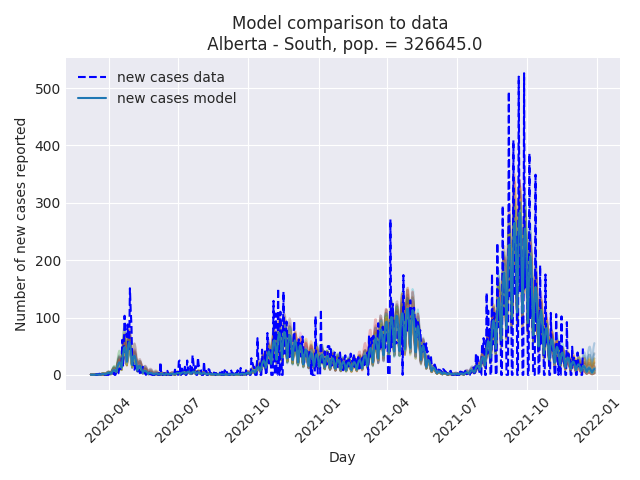 Model comparison to data
Alberta - South, pop. = 326645.0
new cases data
new cases model
Number of new cases reported
500
400
300
200
100
0
2020-04
2020-07
2020-10
2021-01
2021-04
2021-07
2021-10
2022-01
Day